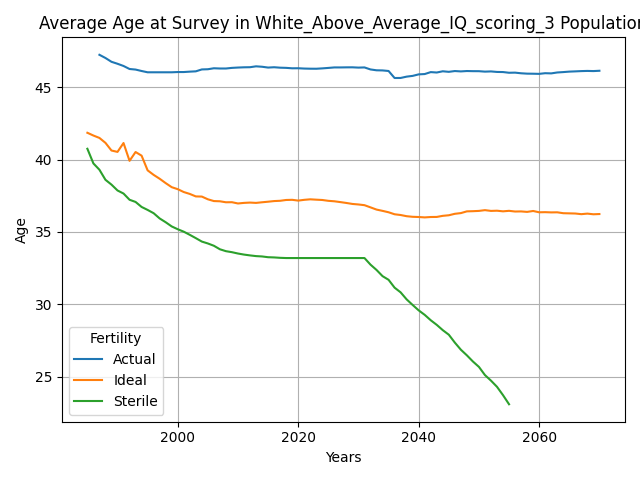 Average Age at Survey in White_Above_Average_IQ_scoring_3 Population
45
40
35
30
25
Age
Fertility
Actual
Ideal
Sterile
2000
2020
2040
2060
Years